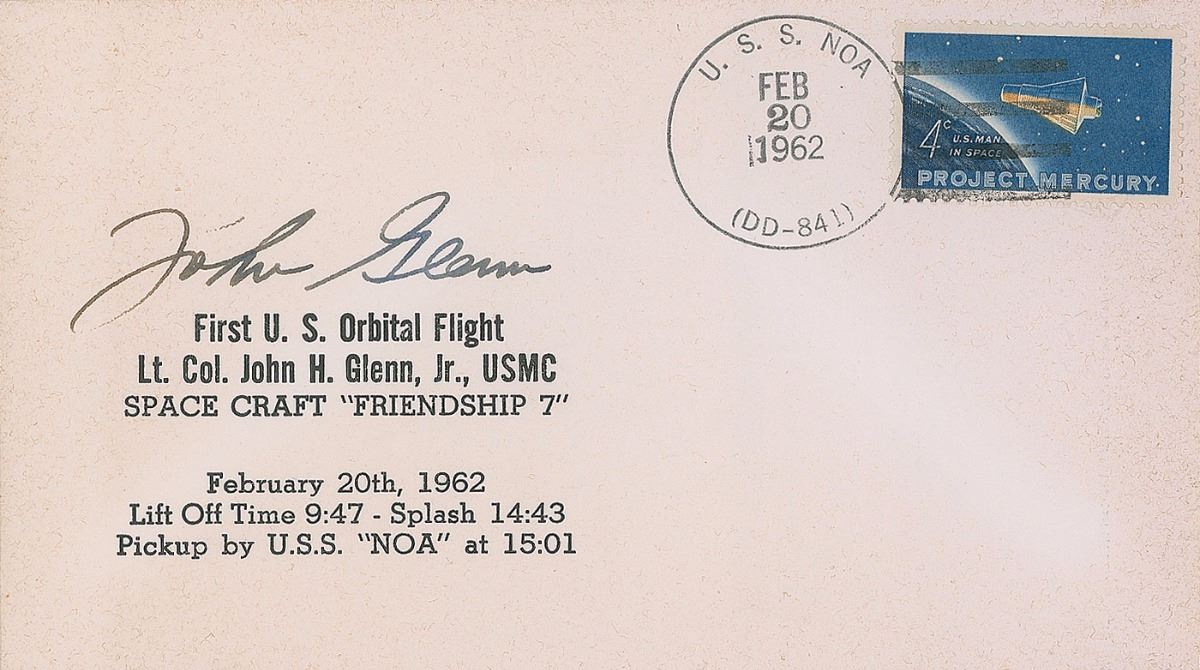 U. S. S. NOA
FEB
20
1962
(DD-841)
4c
U.S. MAN
IN SPACE
PROJECT MERCURY
John Glenn
First U. S. Orbital Flight
Lt. Col. John H. Glenn, Jr., USMC
SPACE CRAFT "FRIENDSHIP 7"
February 20th, 1962
Lift Off Time 9:47 - Splash 14:43
Pickup by U.S.S. "NOA" at 15:01